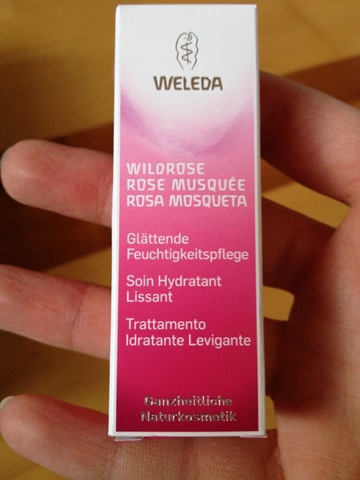 WELEDA
WILDROSE
ROSE MUSQUÉE
ROSA MOSQUETA
Glättende
Feuchtigkeitspflege
Soin Hydratant
Lissant
Trattamento
Idratante Levigante
Ganzheitliche
Naturkosmetik